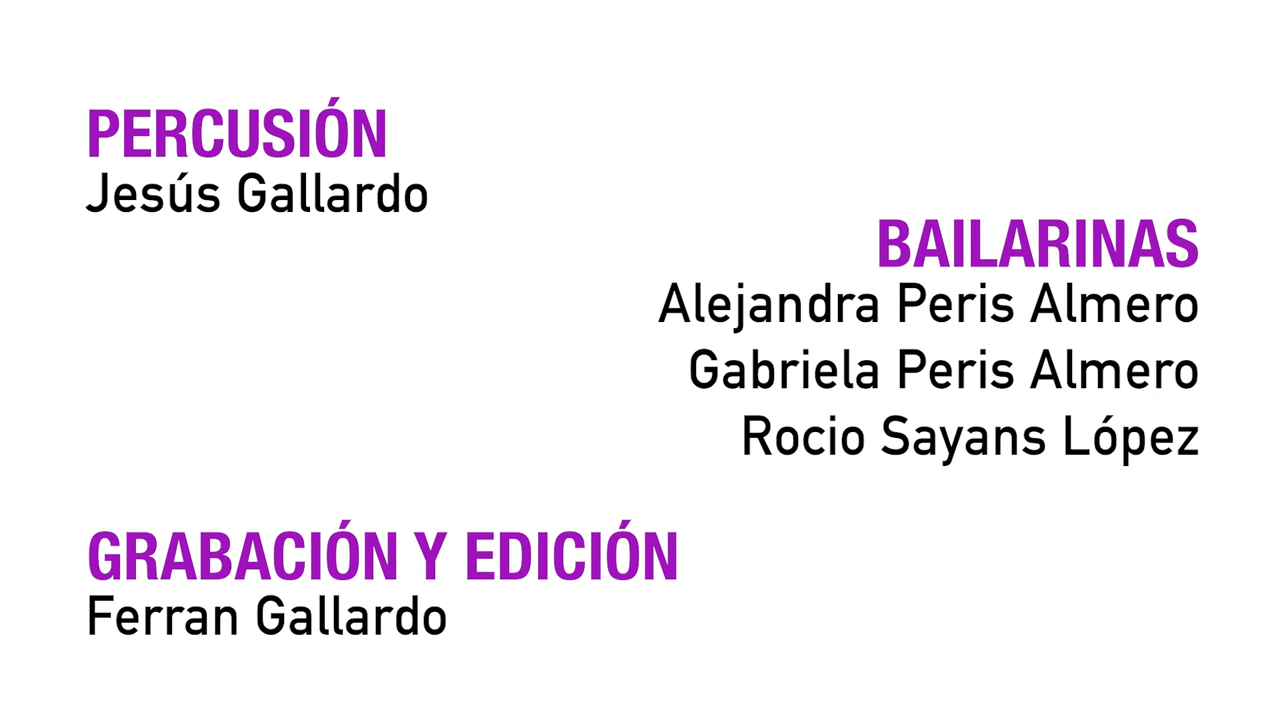 PERCUSIÓN
Jesús Gallardo
BAILARINAS
Alejandra Peris Almero
Gabriela Peris Almero
Rocio Sayans López
GRABACIÓN Y EDICIÓN
Ferran Gallardo